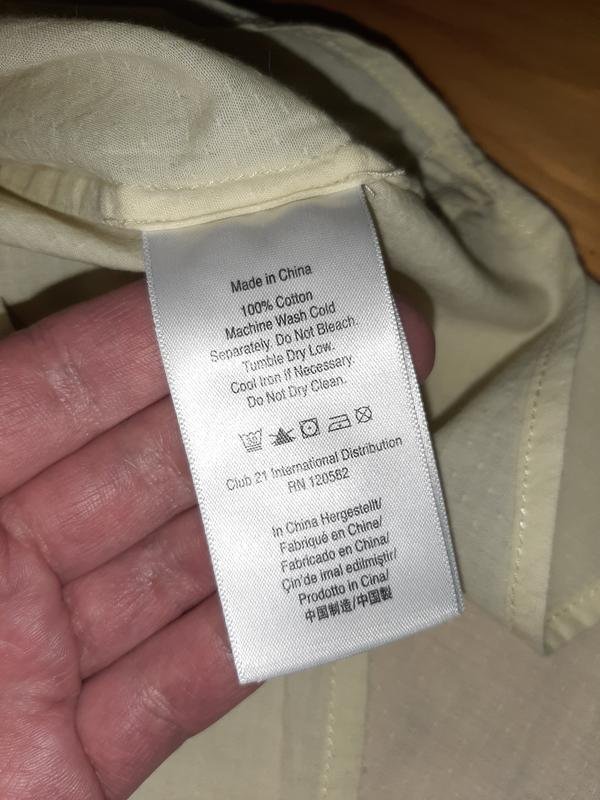 Made in China
100% Cotton
Machine Wash Cold
Separately. Do Not Bleach.
Tumble Dry Low.
Cool Iron if Necessary.
Do Not Dry Clean.
Club 21 International Distribution
RN 120582
In China Hergestellt/
Fabriqué en Chine/
Fabricado en China/
Çin'de imal edilmiştir/
Prodotto in Cina/
中国制造/中国製